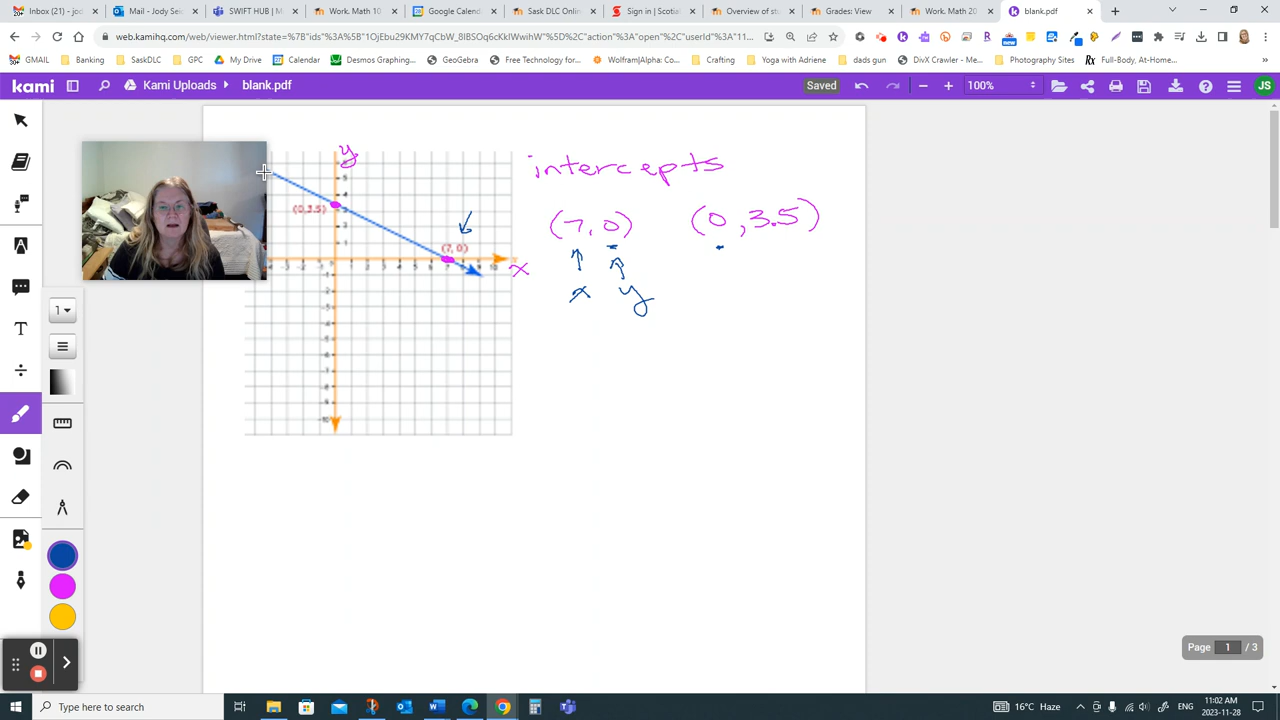 Inbox (21) - jod
Mail - Jody Ses
SWIFT HUB | M
Work. Math 10
Google Calend
Sask DLC Onlin
Sign in | Scotial
Overview of st
Grades: View
Work. Math 20
blank.pdf
web.kamihq.com/web/viewer.html?state=%7B"ids"%3A%5B"1OjEbu29KMY7qCbW_8IBSOq6cKkIWwihW"%5D%2C"action"%3A"open"%2C"userId"%3A"11...
GMAIL
Banking
SaskDLC
GPC
My Drive
Calendar
Desmos Graphing...
GeoGebra
Free Technology for...
Wolfram|Alpha: Co...
Crafting
Yoga with Adriene
dads gun
DivX Crawler - Me...
Photography Sites
Rx Full-Body, At-Home...
kami
Kami Uploads
blank.pdf
Saved
100%
JS
y
intercepts
(0,3.5)
(7, 0)
(7, 0) (0, 3.5)
x
x y
1
Page 1 / 3
Type here to search
16°C Haze
ENG
11:02 AM
2023-11-28